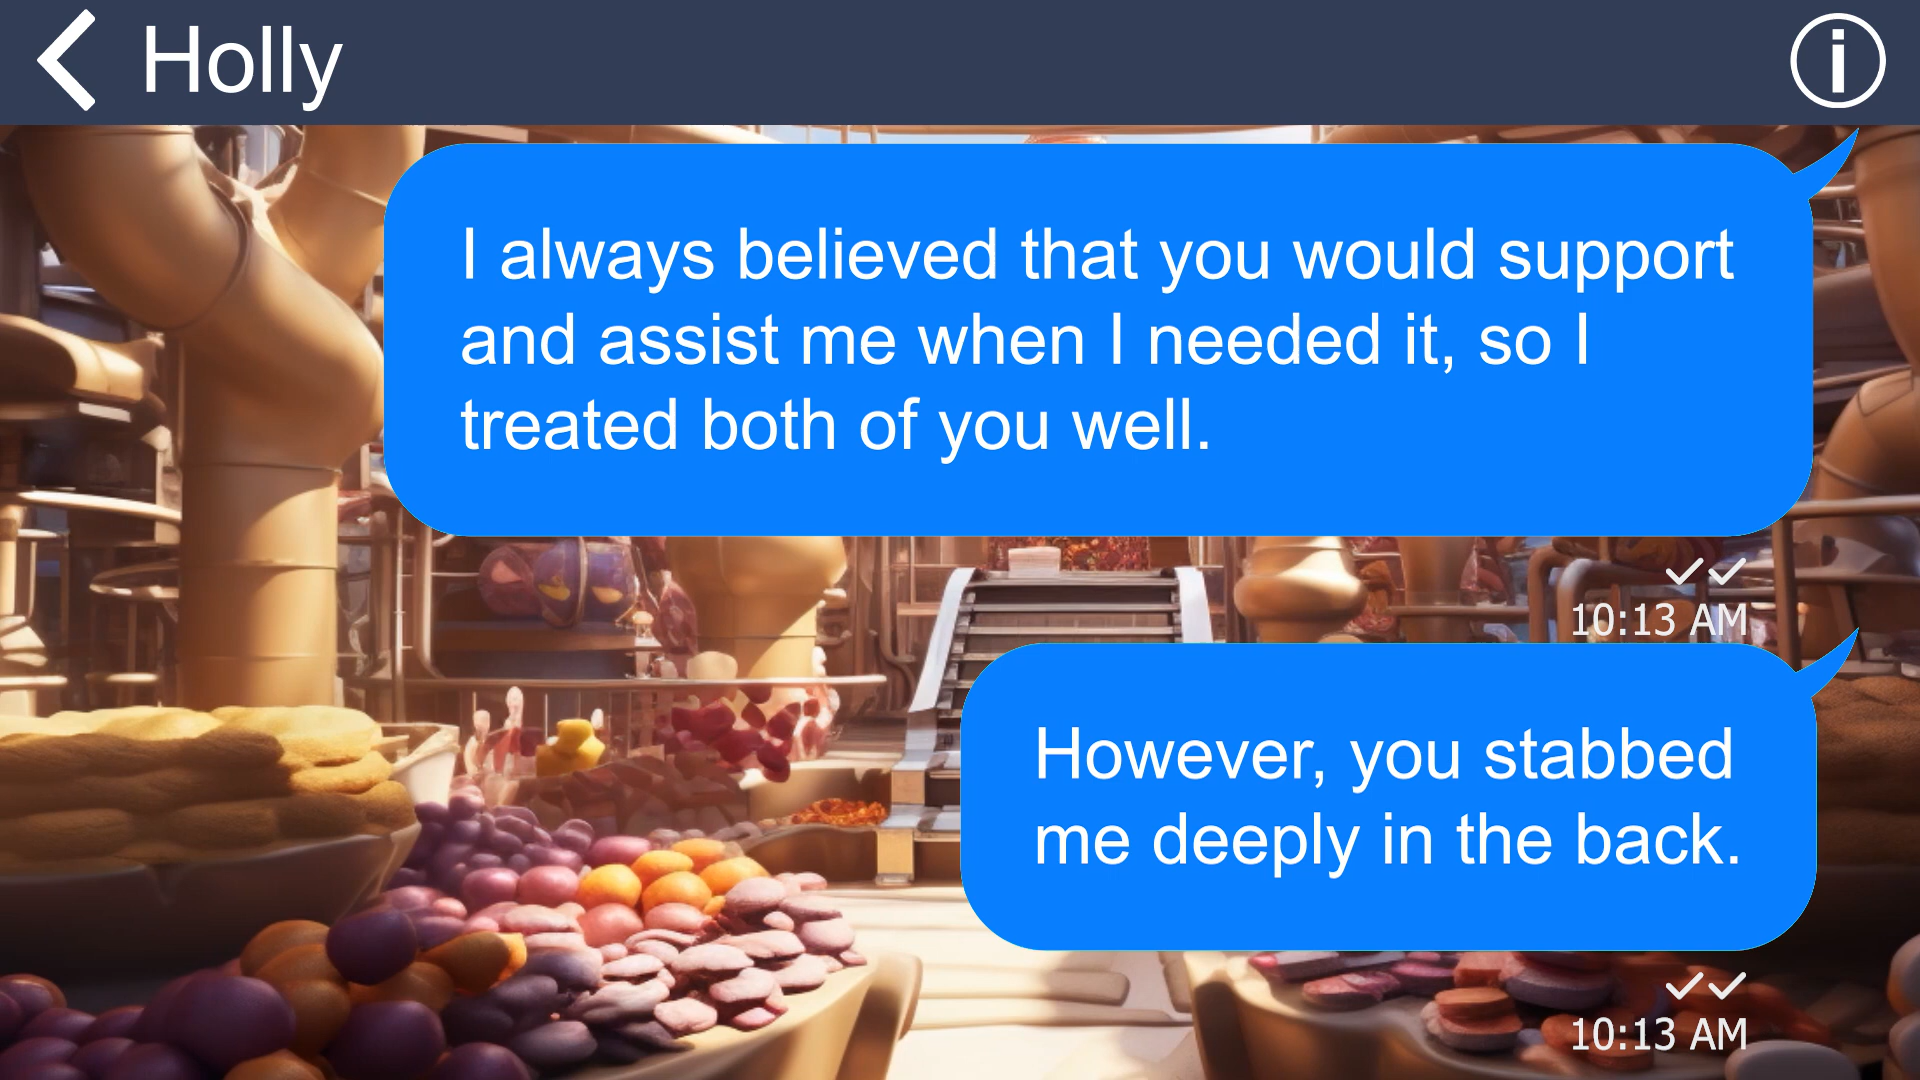 Holly
I always believed that you would support
and assist me when I needed it, so I
treated both of you well.
10:13 AM
However, you stabbed
me deeply in the back.
10:13 AM